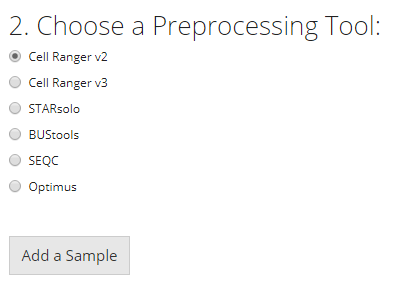 2. Choose a Preprocessing Tool:
Cell Ranger v2
Cell Ranger v3
STARsolo
BUStools
SEQC
Optimus
Add a Sample